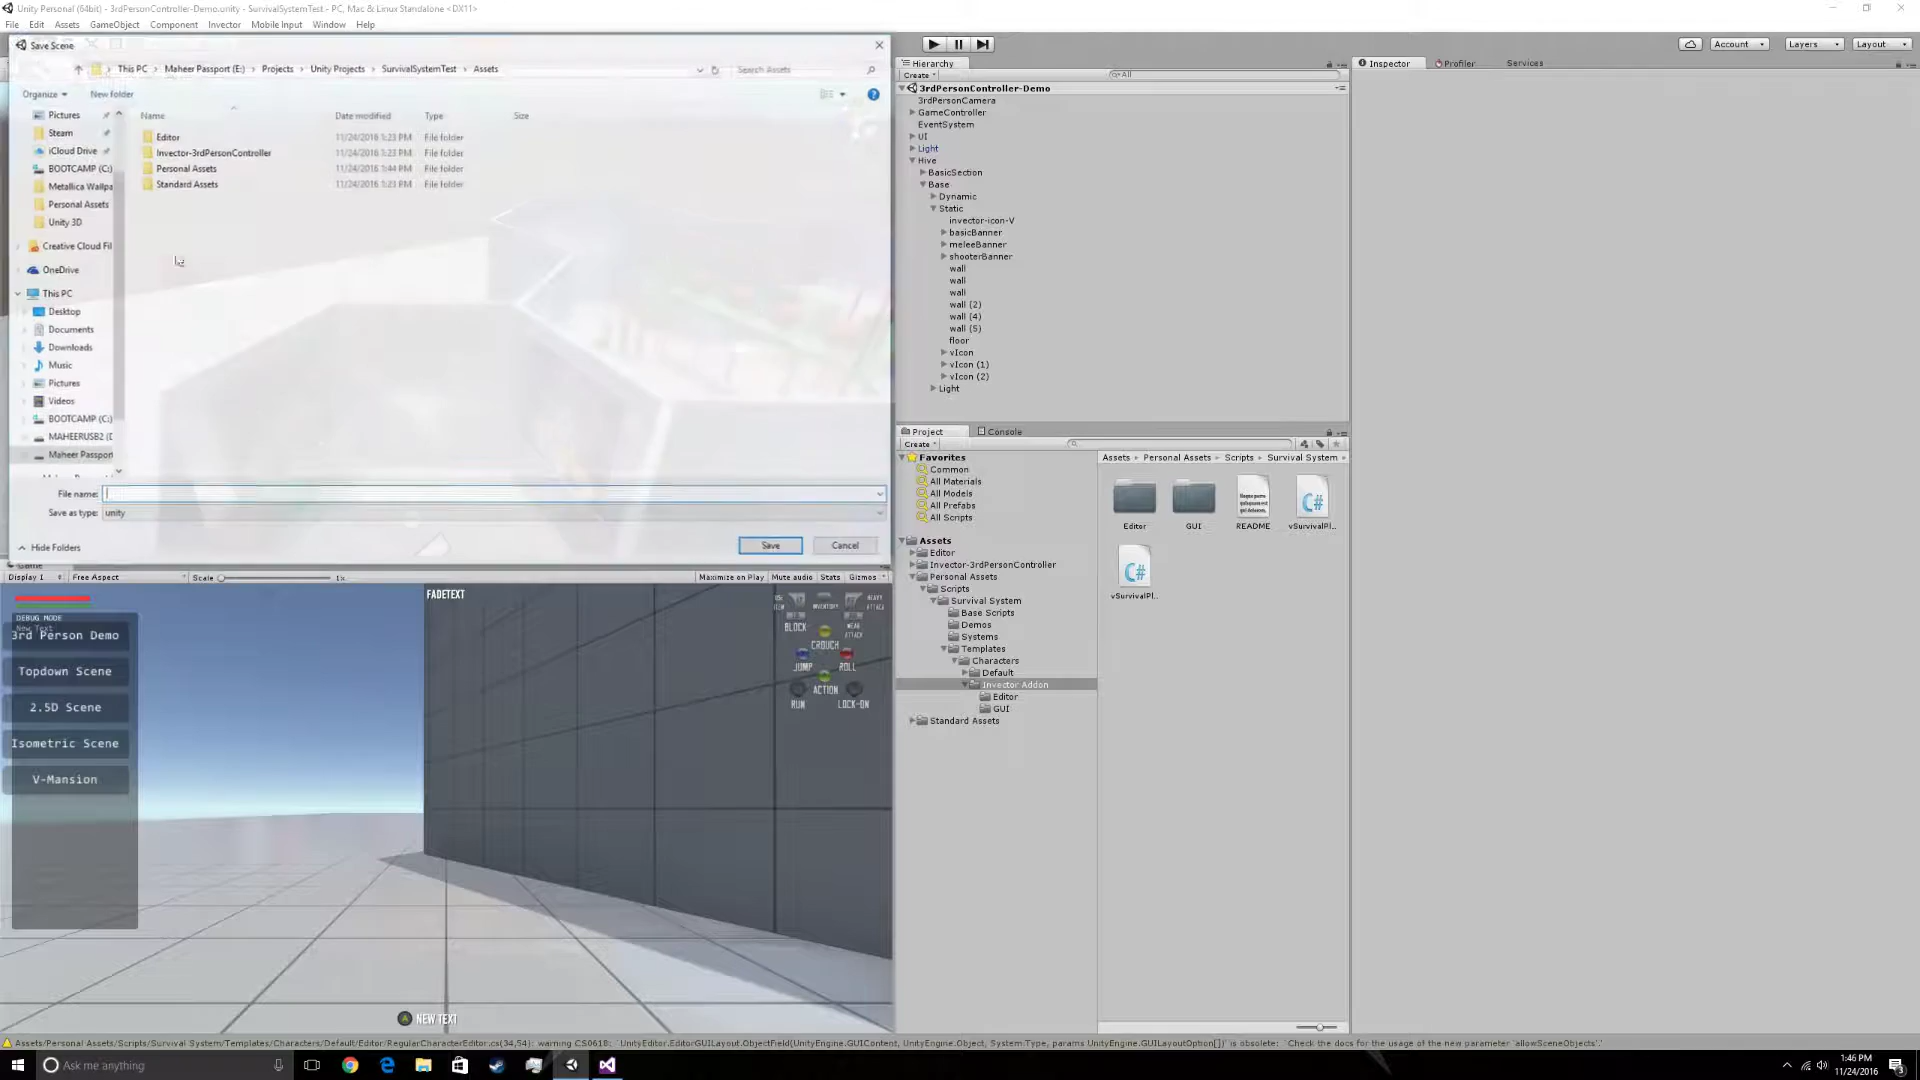 Unity Personal (64bit) - 3rdPersonController-Demo.unity - SurvivalSystemTest - PC, Mac & Linux Standalone <DX11>
File Edit Assets GameObject Component Invector Mobile Input Window Help
Save Scene
This PC Maheer Passport (E:) Projects Unity Projects SurvivalSystemTest Assets
Search Assets
Organize New folder
Name Date modified Type Size
Editor 11/24/2016 1:23 PM File folder
Invector-3rdPersonController 11/24/2016 1:23 PM File folder
Personal Assets 11/24/2016 1:44 PM File folder
Standard Assets 11/24/2016 1:23 PM File folder
Pictures
Steam
iCloud Drive
BOOTCAMP (C:)
Metallica Wallpa
Personal Assets
Unity 3D
Creative Cloud Fil
OneDrive
This PC
Desktop
Documents
Downloads
Music
Pictures
Videos
BOOTCAMP (C:)
MAHEERUSB2 (D
Maheer Passport
File name:
Save as type: unity
Hide Folders
Save Cancel
Account Layers Layout
Hierarchy
Create All
3rdPersonController-Demo
3rdPersonCamera
GameController
EventSystem
UI
Light
Hive
BasicSection
Base
Dynamic
Static
invector-icon-V
basicBanner
meleeBanner
shooterBanner
wall
wall
wall
wall (2)
wall (4)
wall (5)
floor
vIcon
vIcon (1)
vIcon (2)
Light
Inspector Profiler Services
Project Console
Create
Favorites
Common
All Materials
All Models
All Prefabs
All Scripts
Assets
Editor
Invector-3rdPersonController
Personal Assets
Scripts
Survival System
Base Scripts
Demos
Systems
Templates
Characters
Default
Invector Addon
Editor
GUI
Standard Assets
Assets Personal Assets Scripts Survival System
Editor GUI README vSurvivalPl...
vSurvivalPl...
C#
C#
Game
Display 1 Free Aspect Scale 1x Maximize on Play Mute audio Stats Gizmos
DEBUG MODE
New Text
3rd Person Demo
Topdown Scene
2.5D Scene
Isometric Scene
V-Mansion
FADETEXT
INVENTORY
HEAVY ATTACK
BLOCK
WEAK ATTACK
CROUCH
JUMP
ROLL
ACTION
RUN
LOCK-ON
A NEW TEXT
Assets/Personal Assets/Scripts/Survival System/Templates/Characters/Default/Editor/RegularCharacterEditor.cs(34,54): warning CS0618: `UnityEditor.EditorGUILayout.ObjectField(UnityEngine.GUIContent, UnityEngine.Object, System.Type, params UnityEngine.GUILayoutOption[])' is obsolete: `Check the docs for the usage of the new parameter 'allowSceneObjects'.'
Ask me anything
1:46 PM
11/24/2016